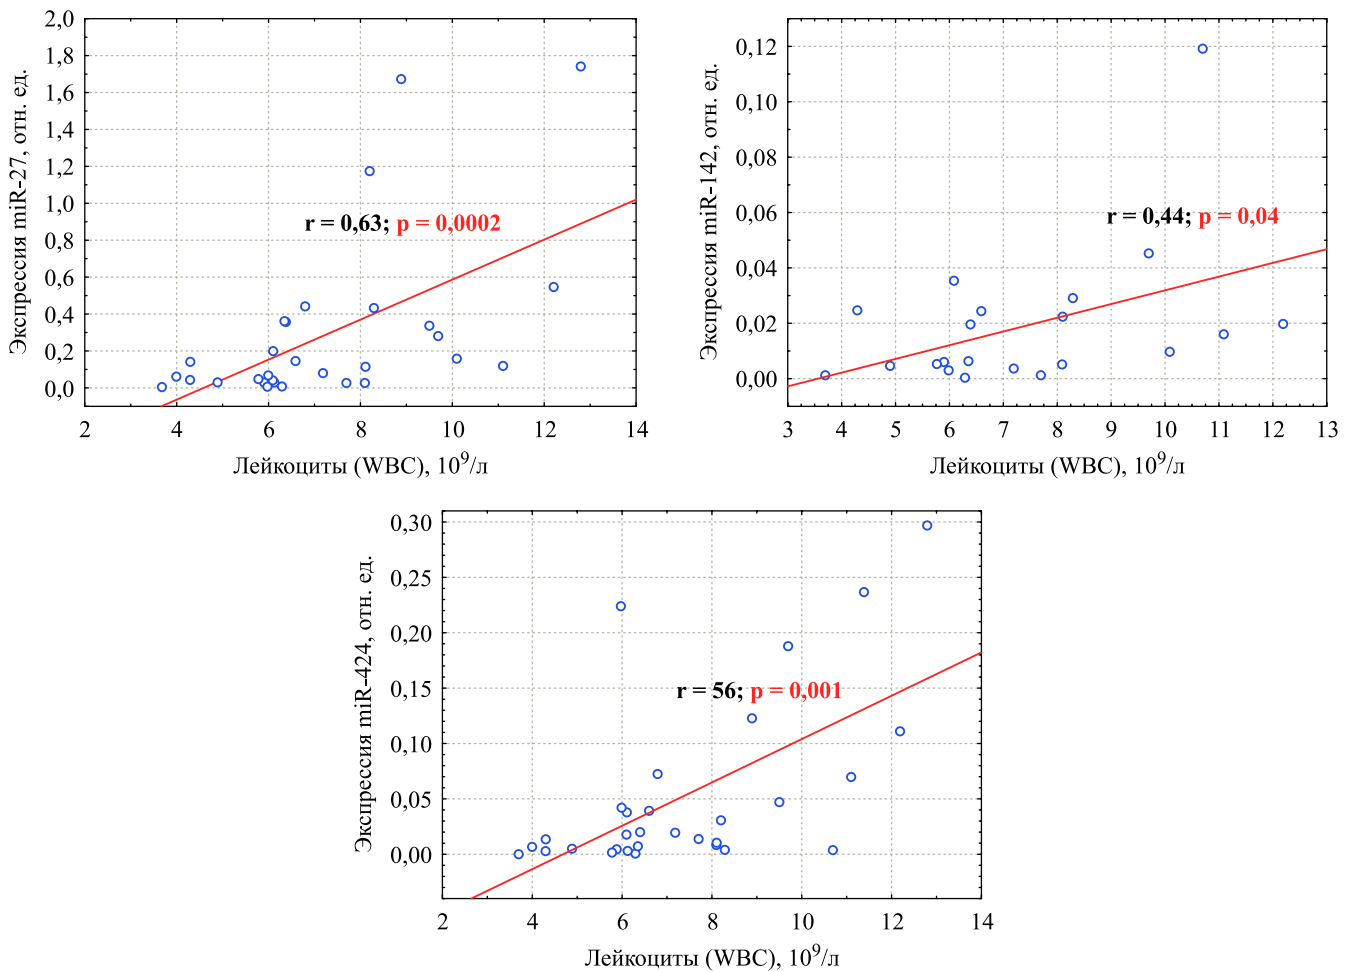 Экспрессия miR-27, отн. ед.
2,0
1,8
1,6
1,4
1,2
1,0
0,8
0,6
0,4
0,2
0,0
r = 0,63; p = 0,0002
2 4 6 8 10 12 14
Лейкоциты (WBC), 10⁹/л
Экспрессия miR-142, отн. ед.
0,12
0,10
0,08
0,06
0,04
0,02
0,00
r = 0,44; p = 0,04
3 4 5 6 7 8 9 10 11 12 13
Лейкоциты (WBC), 10⁹/л
Экспрессия miR-424, отн. ед.
0,30
0,25
0,20
0,15
0,10
0,05
0,00
r = 56; p = 0,001
2 4 6 8 10 12 14
Лейкоциты (WBC), 10⁹/л